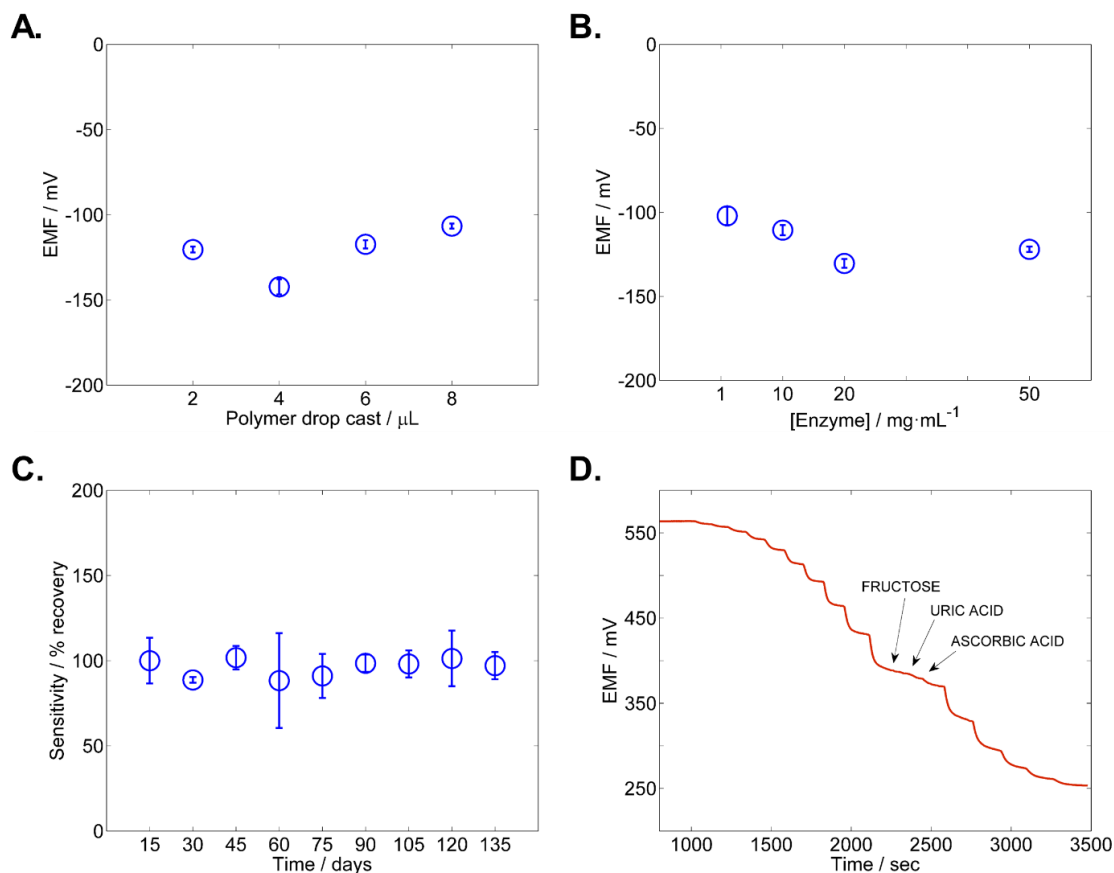 A.
0
-50
-100
-150
-200
EMF / mV
2 4 6 8
Polymer drop cast / μL
B.
0
-50
-100
-150
-200
EMF / mV
1 10 20 50
[Enzyme] / mg·mL⁻¹
C.
200
150
100
50
0
Sensitivity / % recovery
15 30 45 60 75 90 105 120 135
Time / days
D.
550
450
350
250
EMF / mV
FRUCTOSE
URIC ACID
ASCORBIC ACID
1000 1500 2000 2500 3000 3500
Time / sec